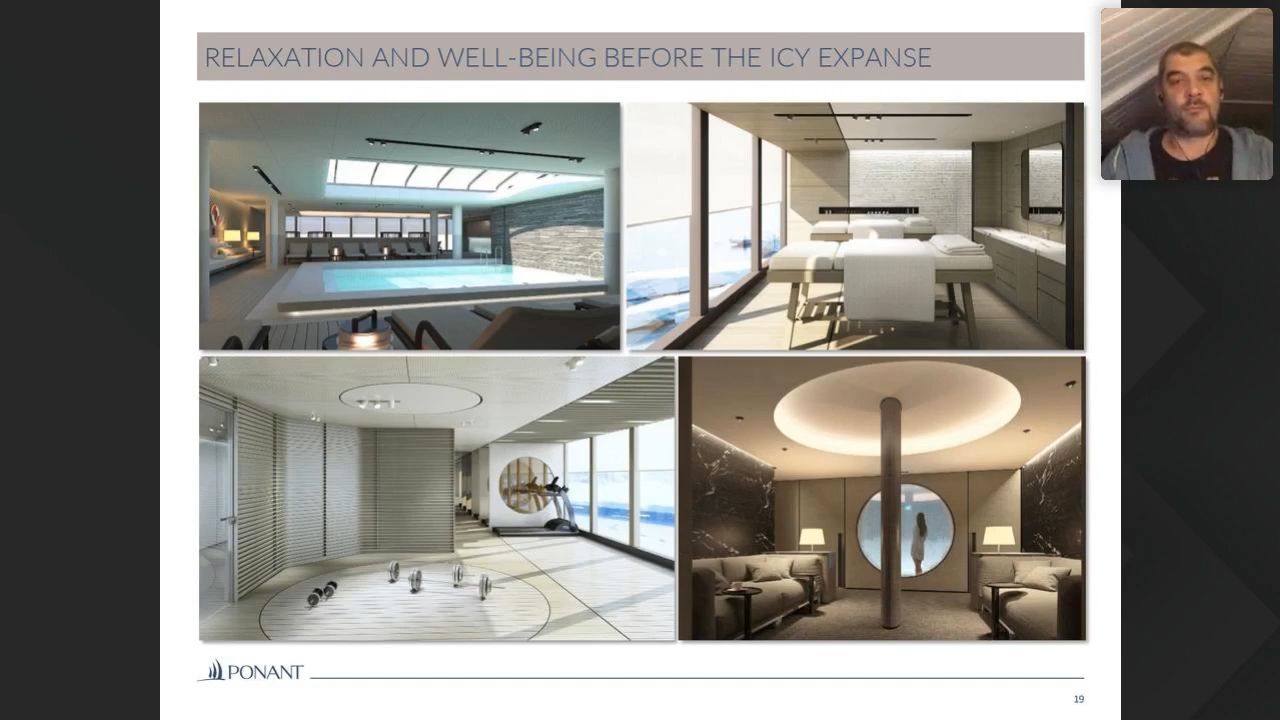 RELAXATION AND WELL-BEING BEFORE THE ICY EXPANSE
PONANT
19